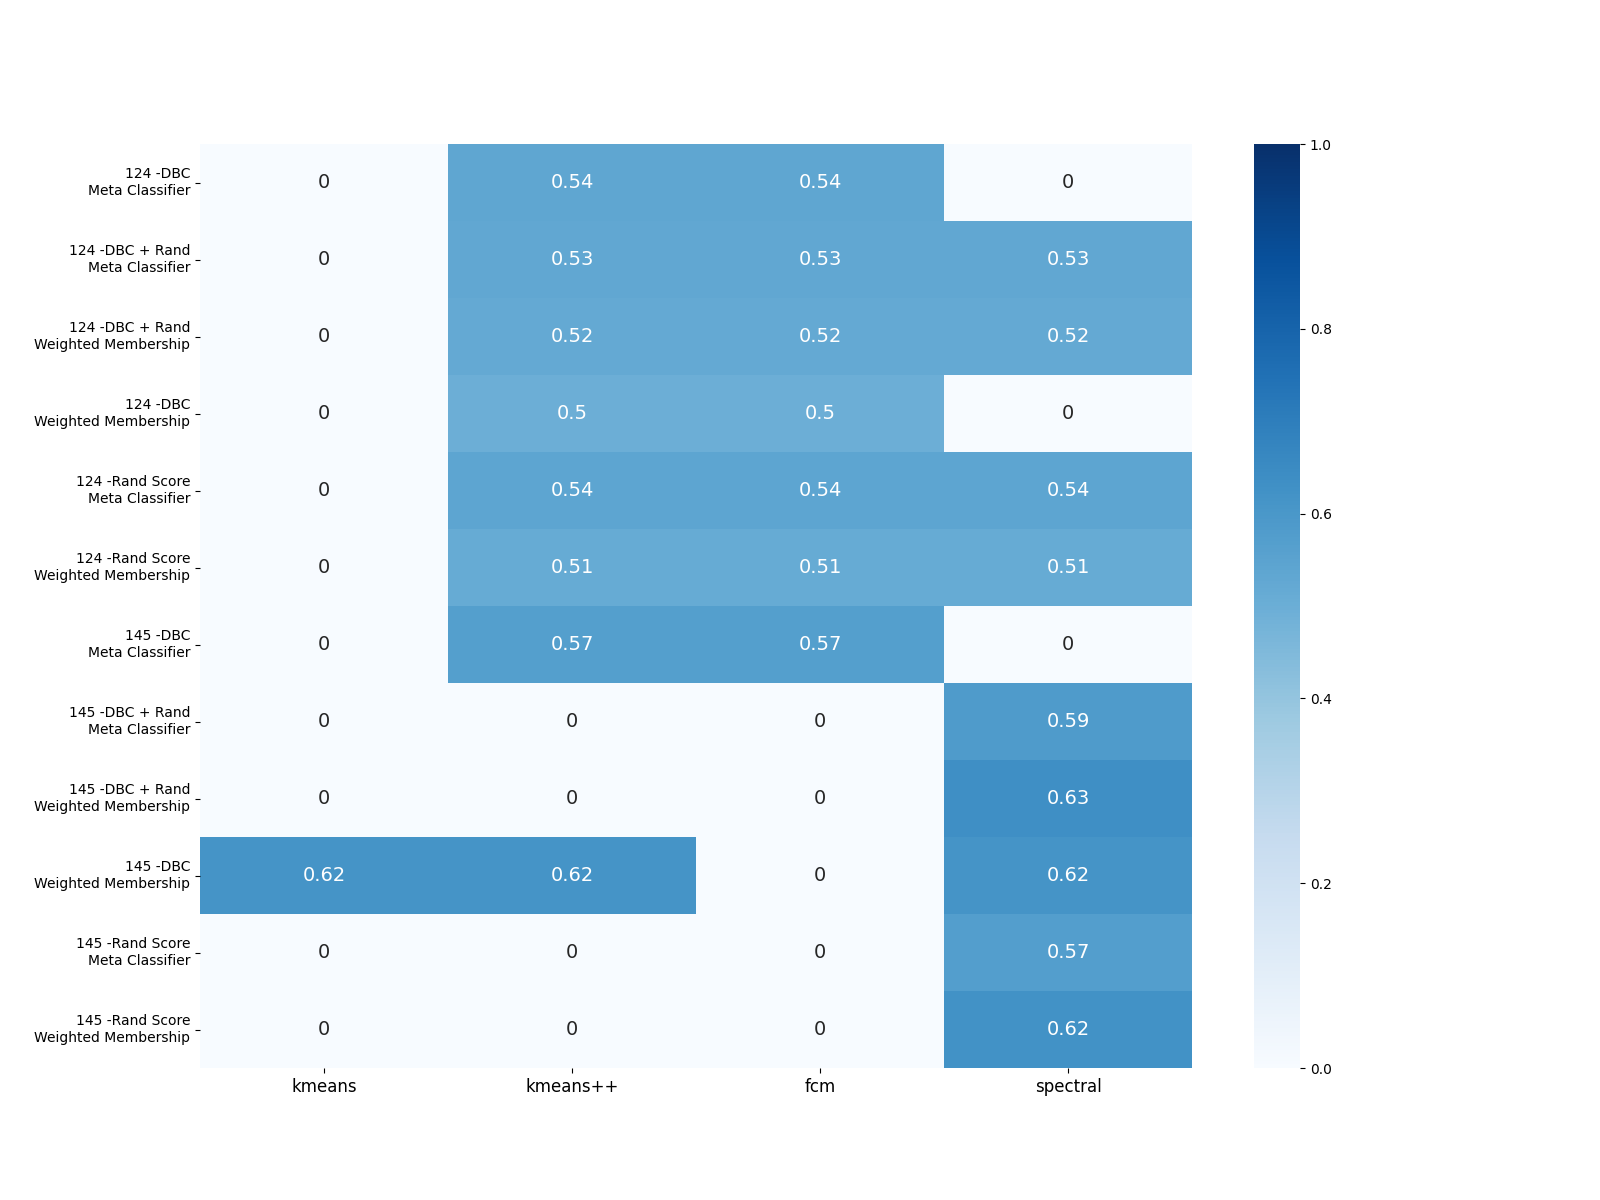 124 -DBC
Meta Classifier
0 0.54 0.54 0
124 -DBC + Rand
Meta Classifier
0 0.53 0.53 0.53
124 -DBC + Rand
Weighted Membership
0 0.52 0.52 0.52
124 -DBC
Weighted Membership
0 0.5 0.5 0
124 -Rand Score
Meta Classifier
0 0.54 0.54 0.54
124 -Rand Score
Weighted Membership
0 0.51 0.51 0.51
145 -DBC
Meta Classifier
0 0.57 0.57 0
145 -DBC + Rand
Meta Classifier
0 0 0 0.59
145 -DBC + Rand
Weighted Membership
0 0 0 0.63
145 -DBC
Weighted Membership
0.62 0.62 0 0.62
145 -Rand Score
Meta Classifier
0 0 0 0.57
145 -Rand Score
Weighted Membership
0 0 0 0.62
kmeans kmeans++ fcm spectral
1.0
0.8
0.6
0.4
0.2
0.0